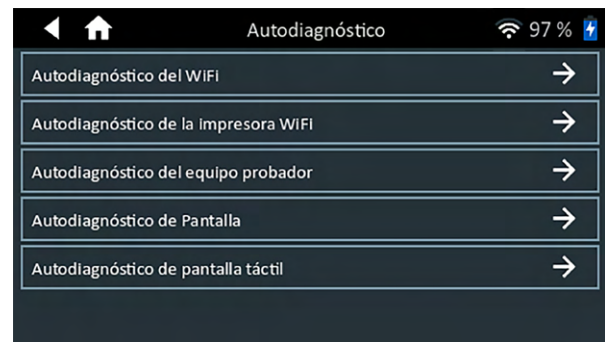 Autodiagnóstico
97 %
Autodiagnóstico del WiFi
Autodiagnóstico de la impresora WiFi
Autodiagnóstico del equipo probador
Autodiagnóstico de Pantalla
Autodiagnóstico de pantalla táctil